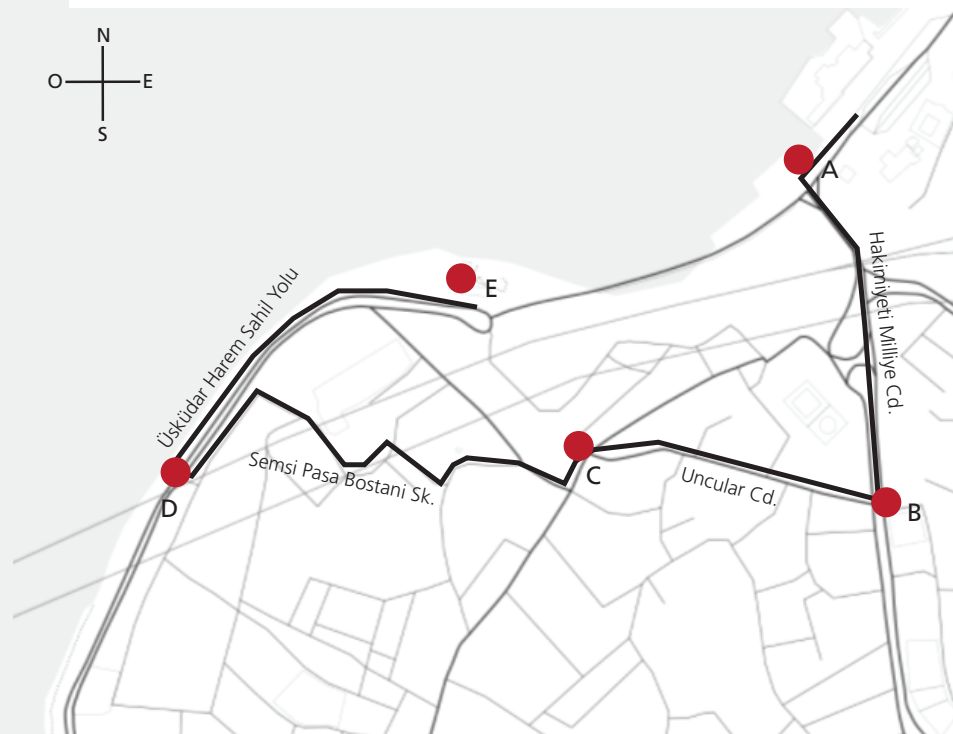 N
O
E
S
A
Hakimiyeti Milliye Cd.
E
Üsküdar Harem Sahil Yolu
C
Semsi Pasa Bostani Sk.
Uncular Cd.
D
B